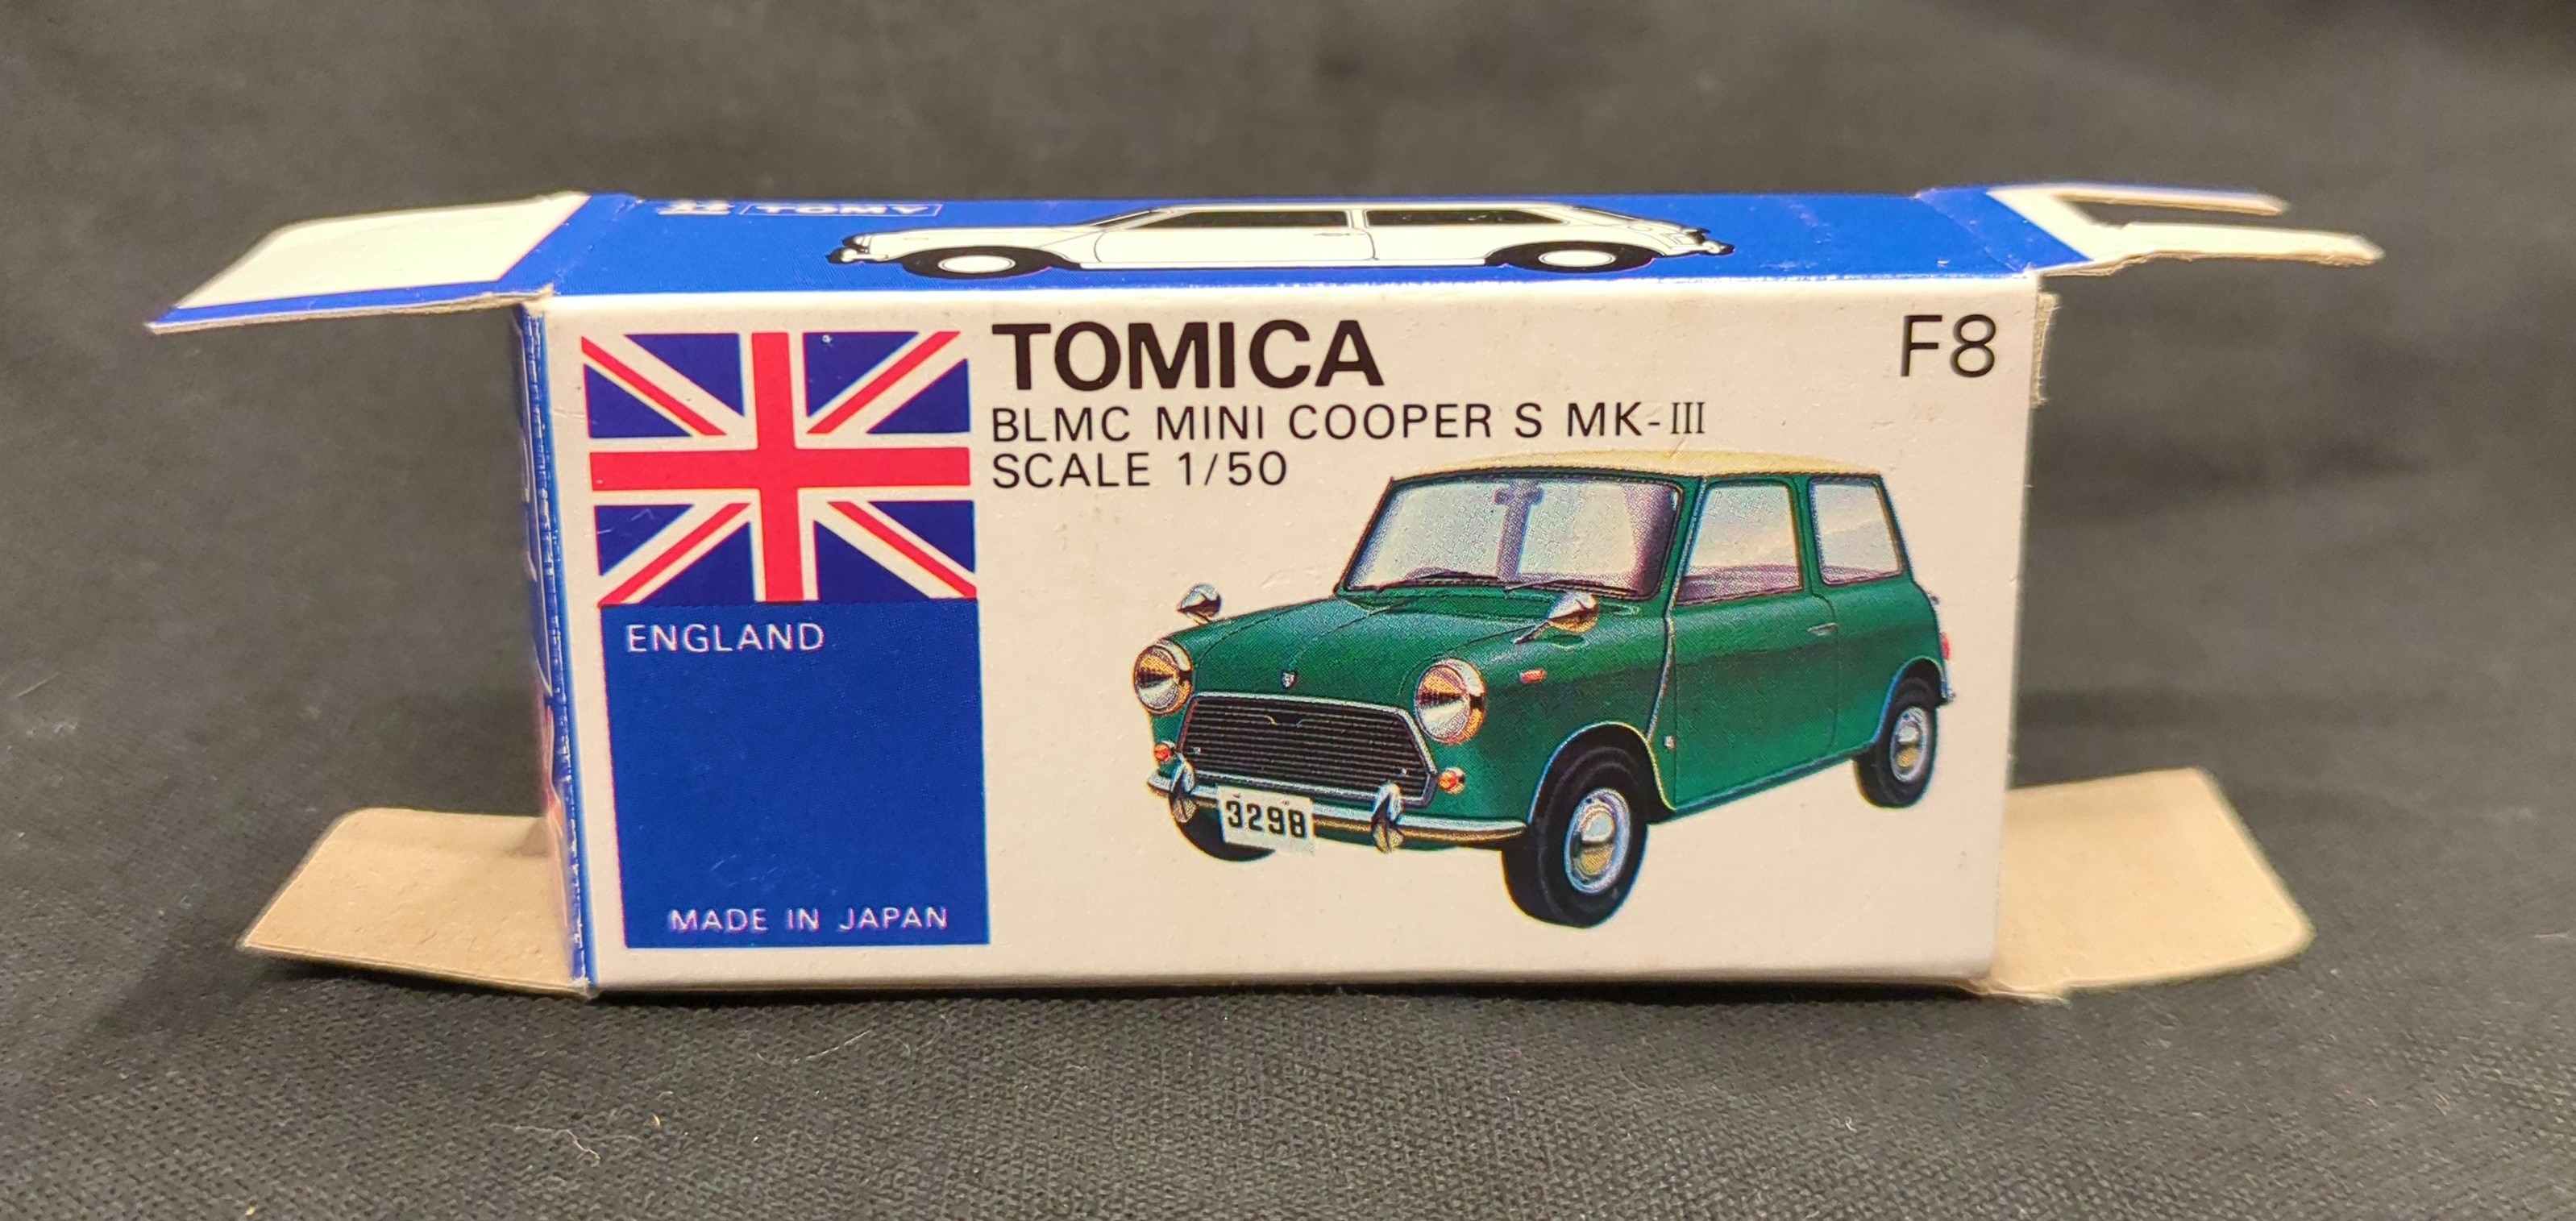 TOMY
TOMICA
F8
BLMC MINI COOPER S MK-III
SCALE 1/50
ENGLAND
3298
MADE IN JAPAN